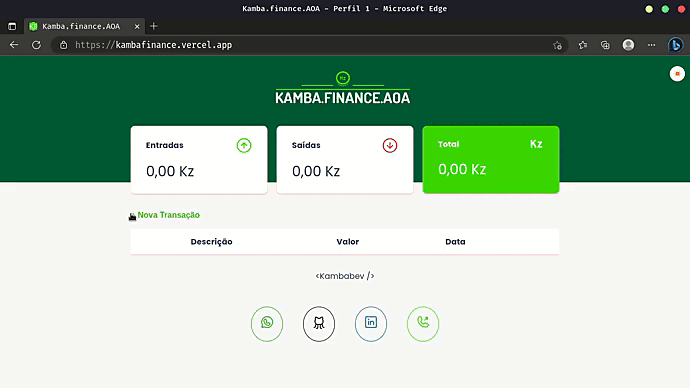 Kamba.finance.AOA - Perfil 1 - Microsoft Edge
Kamba.finance.AOA
https://kambafinance.vercel.app
Kz
KAMBA.FINANCE.AOA
Entradas
0,00 Kz
Saídas
0,00 Kz
Total Kz
0,00 Kz
Nova Transação
Descrição Valor Data
<Kambabev />